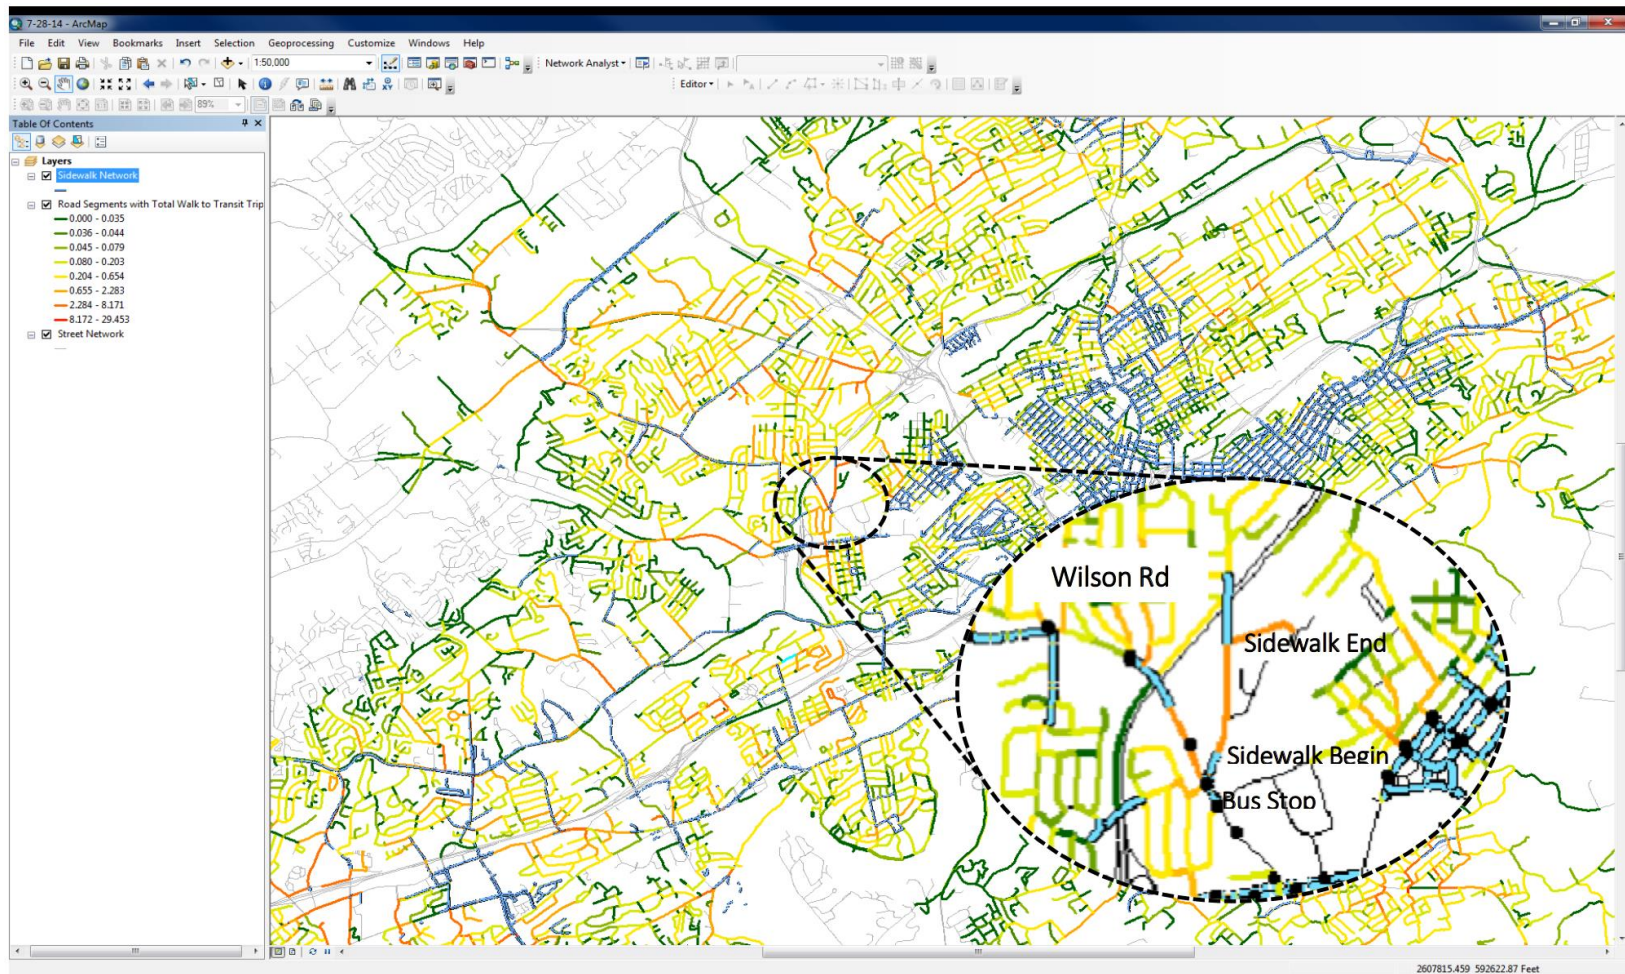 7-28-14 - ArcMap
File Edit View Bookmarks Insert Selection Geoprocessing Customize Windows Help
1:50,000 Network Analyst
Editor
89%
Table Of Contents
Layers
Sidewalk Network
Road Segments with Total Walk to Transit Trip
0.000 - 0.035
0.036 - 0.044
0.045 - 0.079
0.080 - 0.203
0.204 - 0.654
0.655 - 2.283
2.284 - 8.171
8.172 - 29.453
Street Network
Wilson Rd
Sidewalk End
Sidewalk Begin
Bus Stop
2607815.459 592622.87 Feet